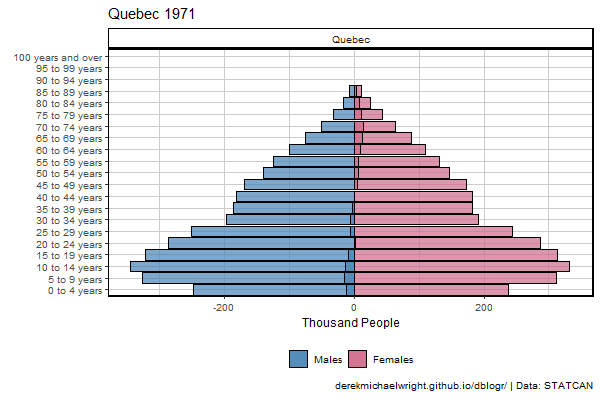 Quebec 1971
Quebec
100 years and over
95 to 99 years
90 to 94 years
85 to 89 years
80 to 84 years
75 to 79 years
70 to 74 years
65 to 69 years
60 to 64 years
55 to 59 years
50 to 54 years
45 to 49 years
40 to 44 years
35 to 39 years
30 to 34 years
25 to 29 years
20 to 24 years
15 to 19 years
10 to 14 years
5 to 9 years
0 to 4 years
-200 0 200
Thousand People
Males Females
derekmichaelwright.github.io/dblogr/ | Data: STATCAN